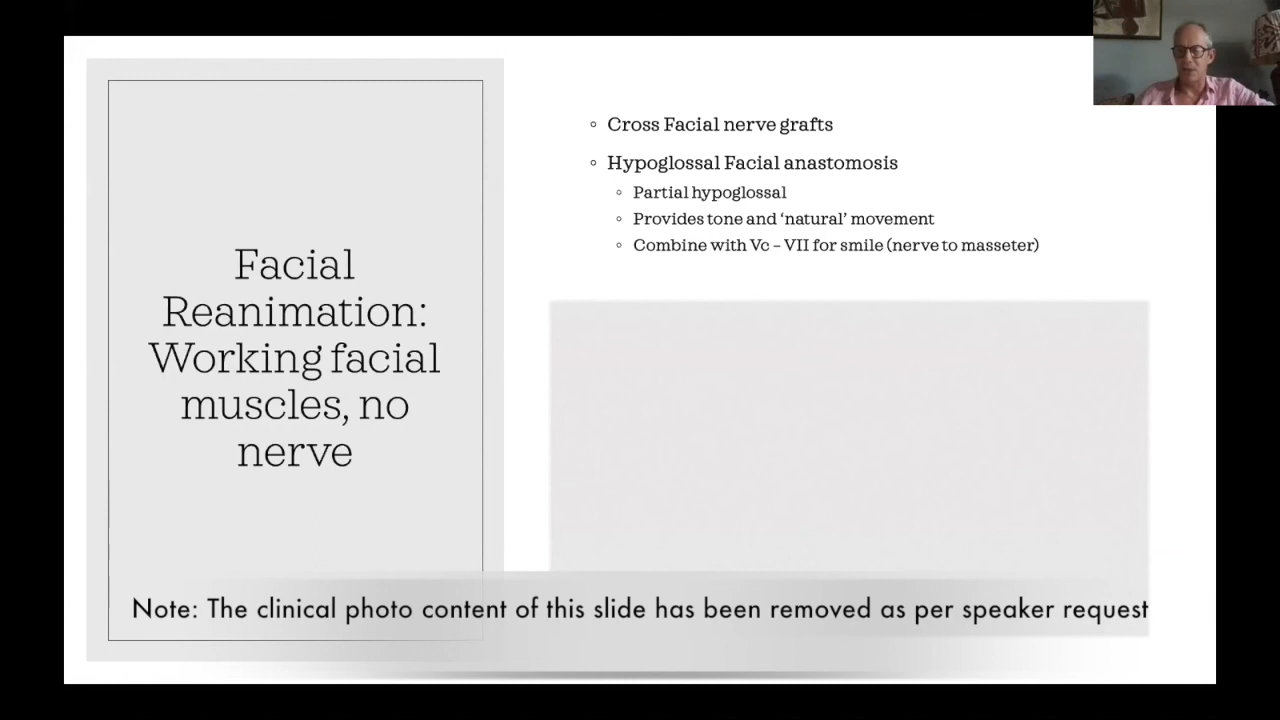 Facial
Reanimation:
Working facial
muscles, no
nerve
Cross Facial nerve grafts
Hypoglossal Facial anastomosis
Partial hypoglossal
Provides tone and ‘natural’ movement
Combine with Vc – VII for smile (nerve to masseter)
Note: The clinical photo content of this slide has been removed as per speaker request